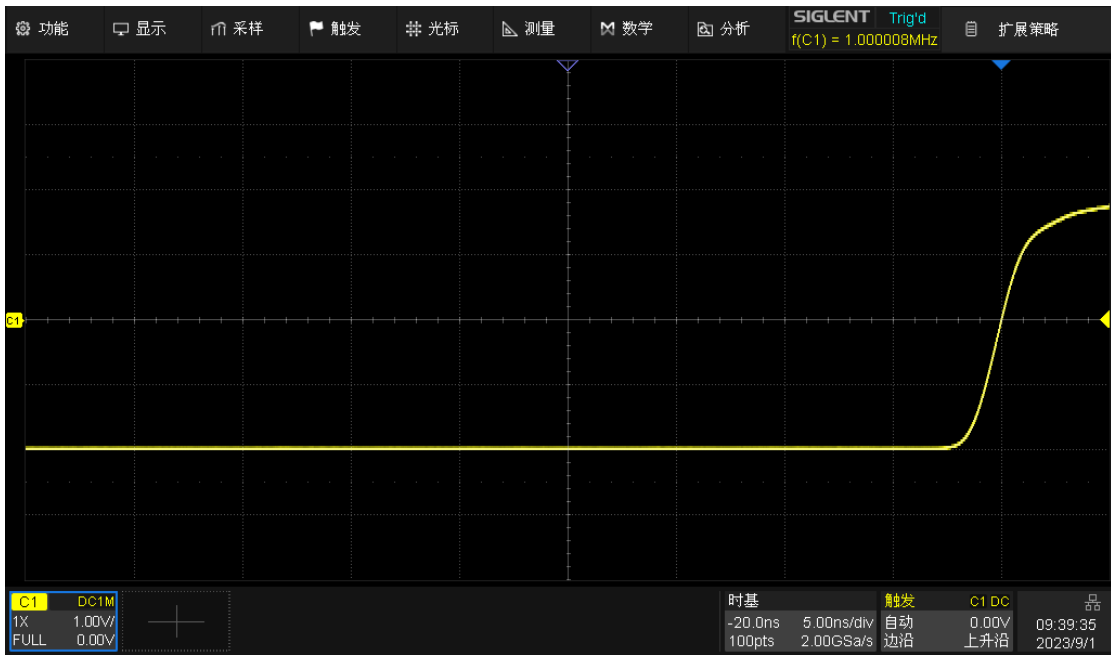 功能 显示 采样 触发 光标 测量 数学 分析 SIGLENT Trig'd 扩展策略
f(C1) = 1.000008MHz
C1
C1 DC1M
1X 1.00V/
FULL 0.00V
时基
-20.0ns 5.00ns/div
100pts 2.00GSa/s
触发 C1 DC
自动 0.00V
边沿 上升沿
09:39:35
2023/9/1